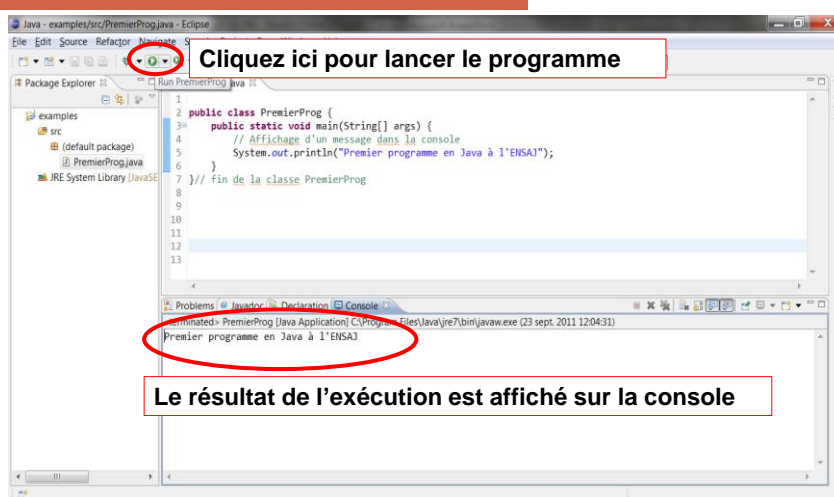 Java - examples/src/PremierProg.java - Eclipse
File Edit Source Refactor Navigate
Cliquez ici pour lancer le programme
Package Explorer
Run PremierProg
ava
examples
src
(default package)
PremierProg.java
JRE System Library [JavaSE
1
2 public class PremierProg {
3 public static void main(String[] args) {
4 // Affichage d'un message dans la console
5 System.out.println("Premier programme en Java à l'ENSAJ");
6 }
7 }// fin de la classe PremierProg
8
9
10
11
12
13
Problems @ Javadoc Declaration Console
<terminated> PremierProg [Java Application] C:\Program Files\Java\jre7\bin\javaw.exe (23 sept. 2011 12:04:31)
Premier programme en Java à l'ENSAJ
Le résultat de l'exécution est affiché sur la console